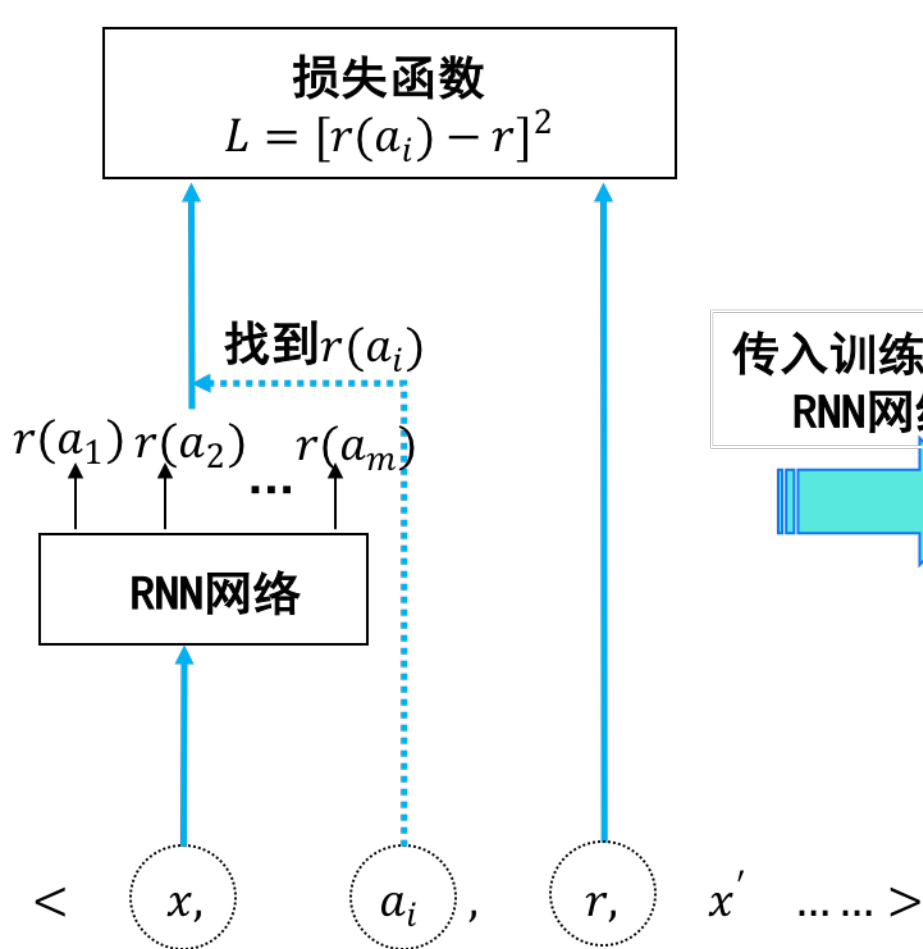 损失函数
L = [r(a_i) − r]^2
找到r(a_i)
传入训练
RNN网
r(a_1) r(a_2) ... r(a_m)
RNN网络
< x, a_i , r, x′ ... ... >